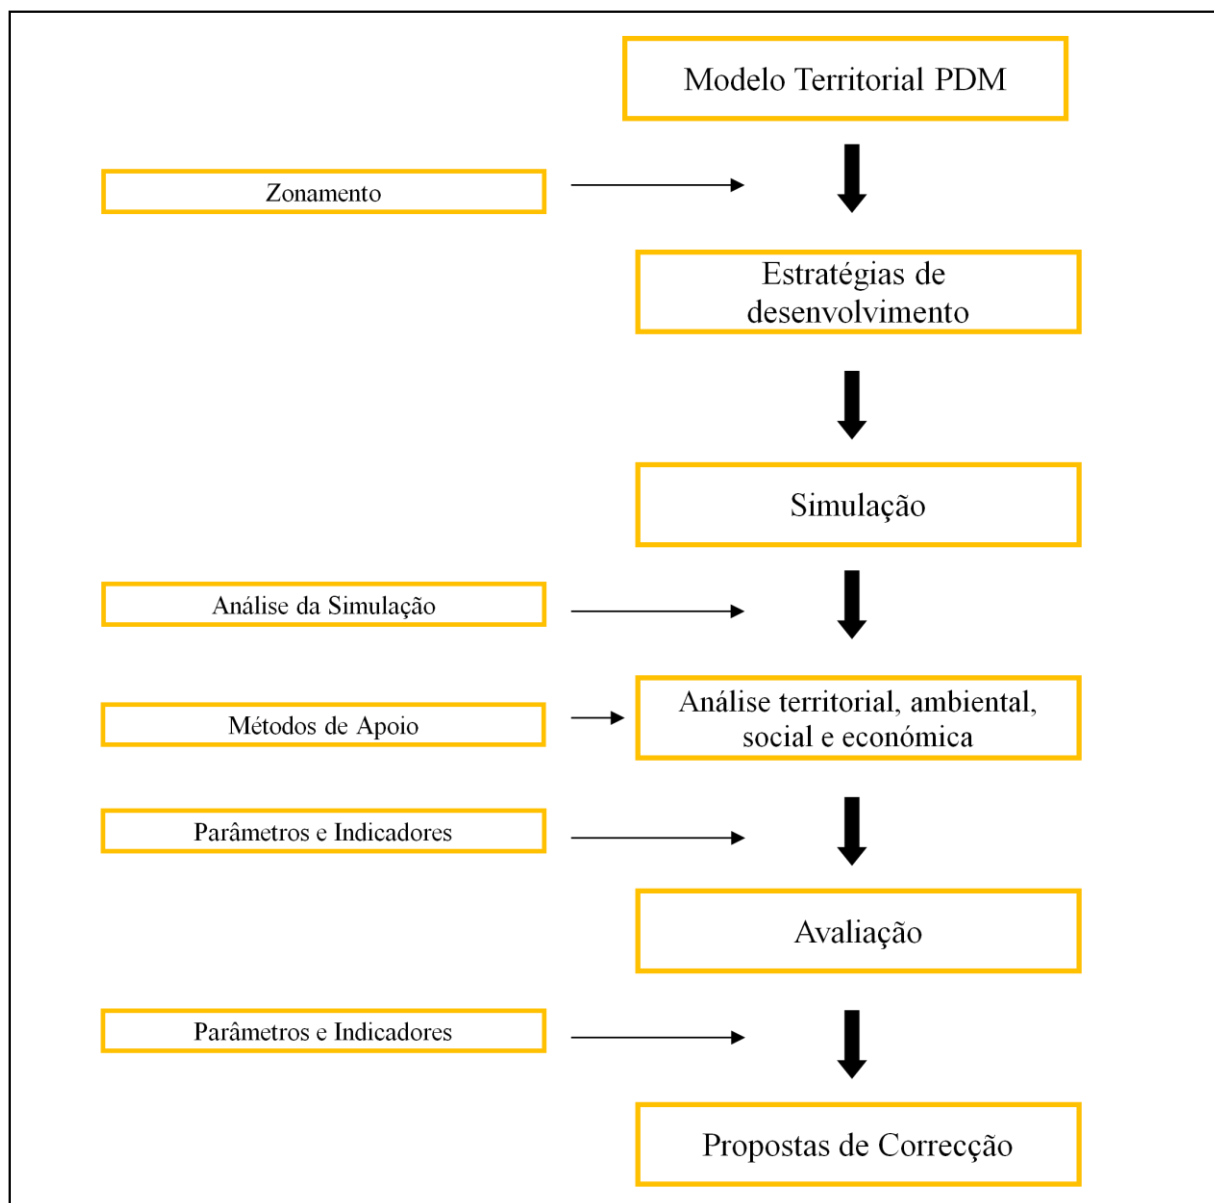 Modelo Territorial PDM
Zonamento
Estratégias de
desenvolvimento
Simulação
Análise da Simulação
Análise territorial, ambiental,
social e económica
Métodos de Apoio
Parâmetros e Indicadores
Avaliação
Parâmetros e Indicadores
Propostas de Correcção